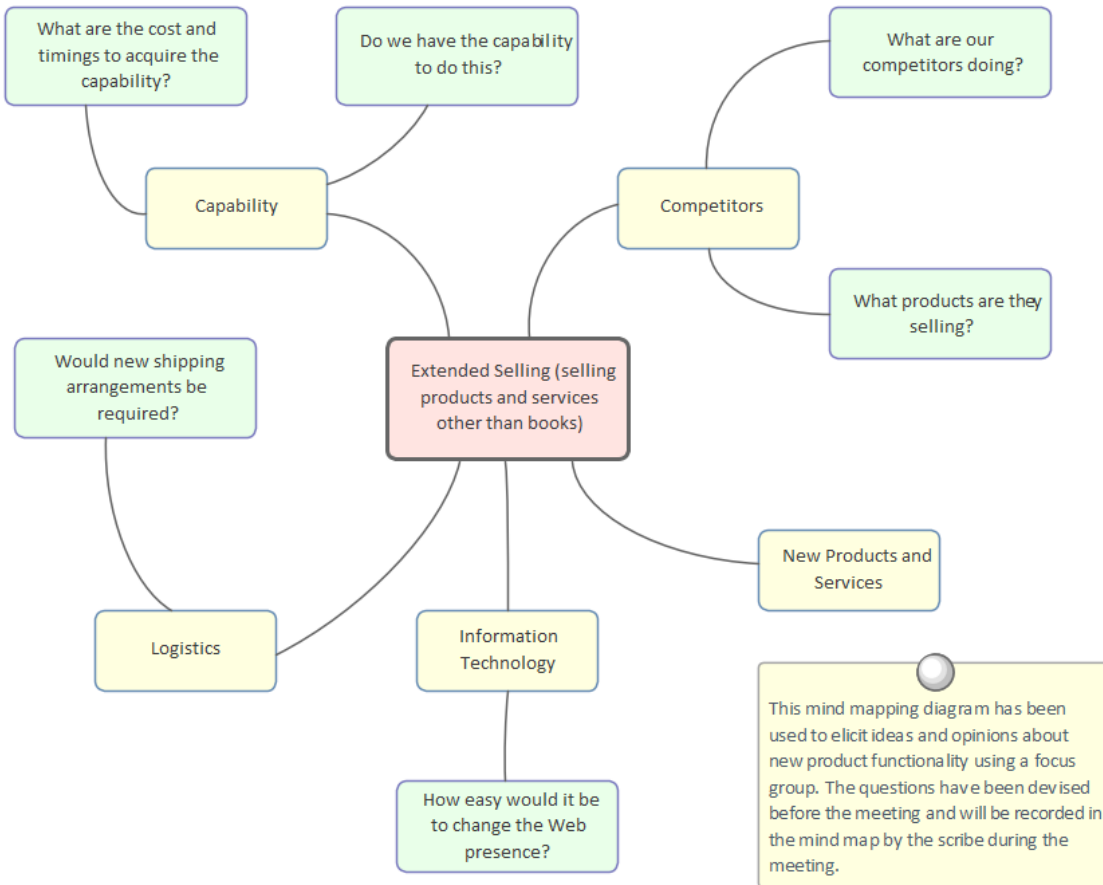 What are the cost and
timings to acquire the
capability?
Do we have the capability
to do this?
What are our
competitors doing?
Capability
Competitors
What products are they
selling?
Would new shipping
arrangements be
required?
Extended Selling (selling
products and services
other than books)
New Products and
Services
Logistics
Information
Technology
This mind mapping diagram has been
used to elicit ideas and opinions about
new product functionality using a focus
group. The questions have been devised
before the meeting and will be recorded in
the mind map by the scribe during the
meeting.
How easy would it be
to change the Web
presence?